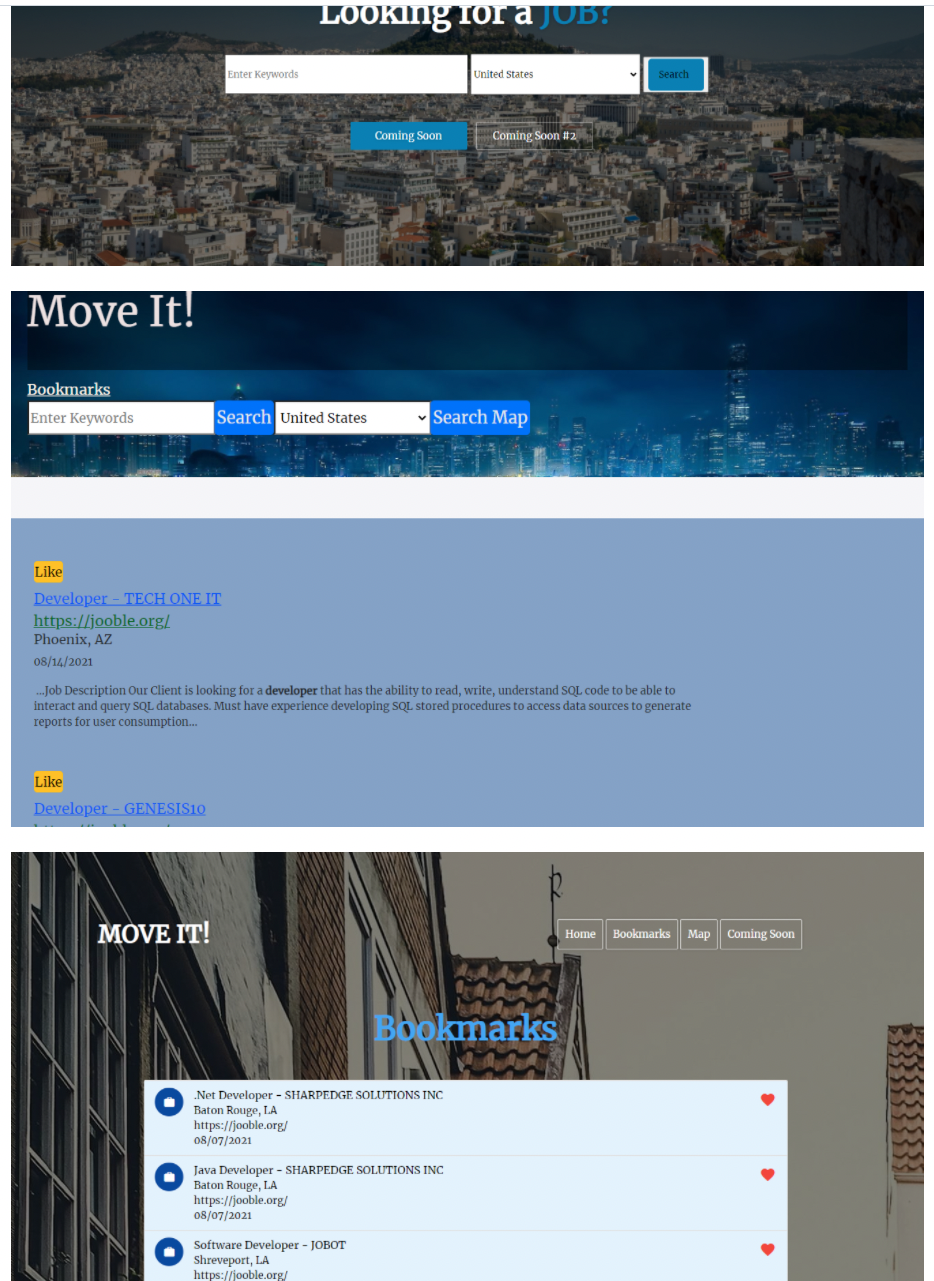 Looking for a JOB?
Enter Keywords
United States
Search
Coming Soon
Coming Soon #2
Move It!
Bookmarks
Enter Keywords
Search
United States
Search Map
Like
Developer - TECH ONE IT
https://jooble.org/
Phoenix, AZ
08/14/2021
...Job Description Our Client is looking for a developer that has the ability to read, write, understand SQL code to be able to
interact and query SQL databases. Must have experience developing SQL stored procedures to access data sources to generate
reports for user consumption...
Like
Developer - GENESIS10
MOVE IT!
Home
Bookmarks
Map
Coming Soon
Bookmarks
.Net Developer - SHARPEDGE SOLUTIONS INC
Baton Rouge, LA
https://jooble.org/
08/07/2021
Java Developer - SHARPEDGE SOLUTIONS INC
Baton Rouge, LA
https://jooble.org/
08/07/2021
Software Developer - JOBOT
Shreveport, LA
https://jooble.org/